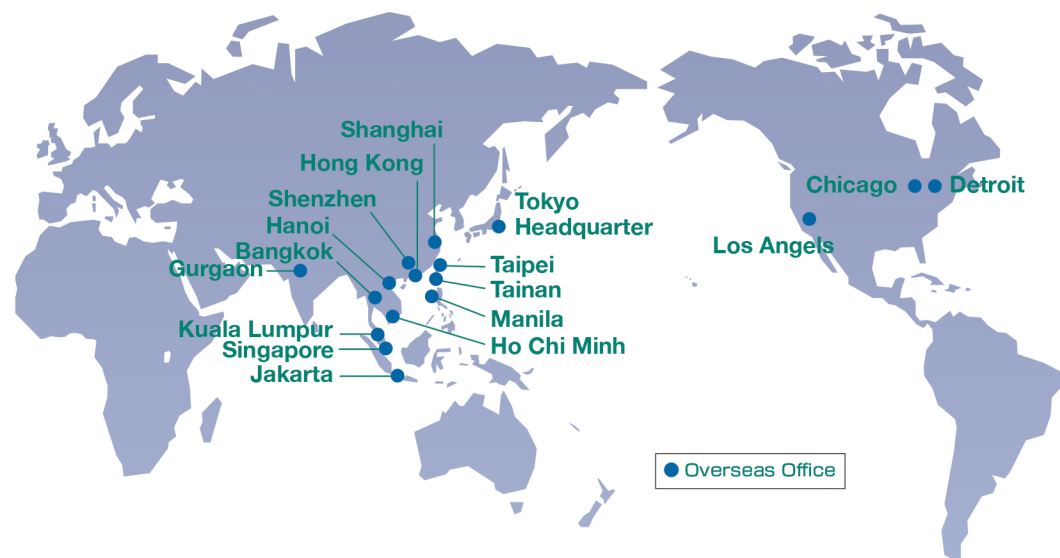 Shanghai
Hong Kong
Shenzhen
Hanoi
Bangkok
Gurgaon
Kuala Lumpur
Singapore
Jakarta
Tokyo
Headquarter
Taipei
Tainan
Manila
Ho Chi Minh
Chicago
Detroit
Los Angels
Overseas Office